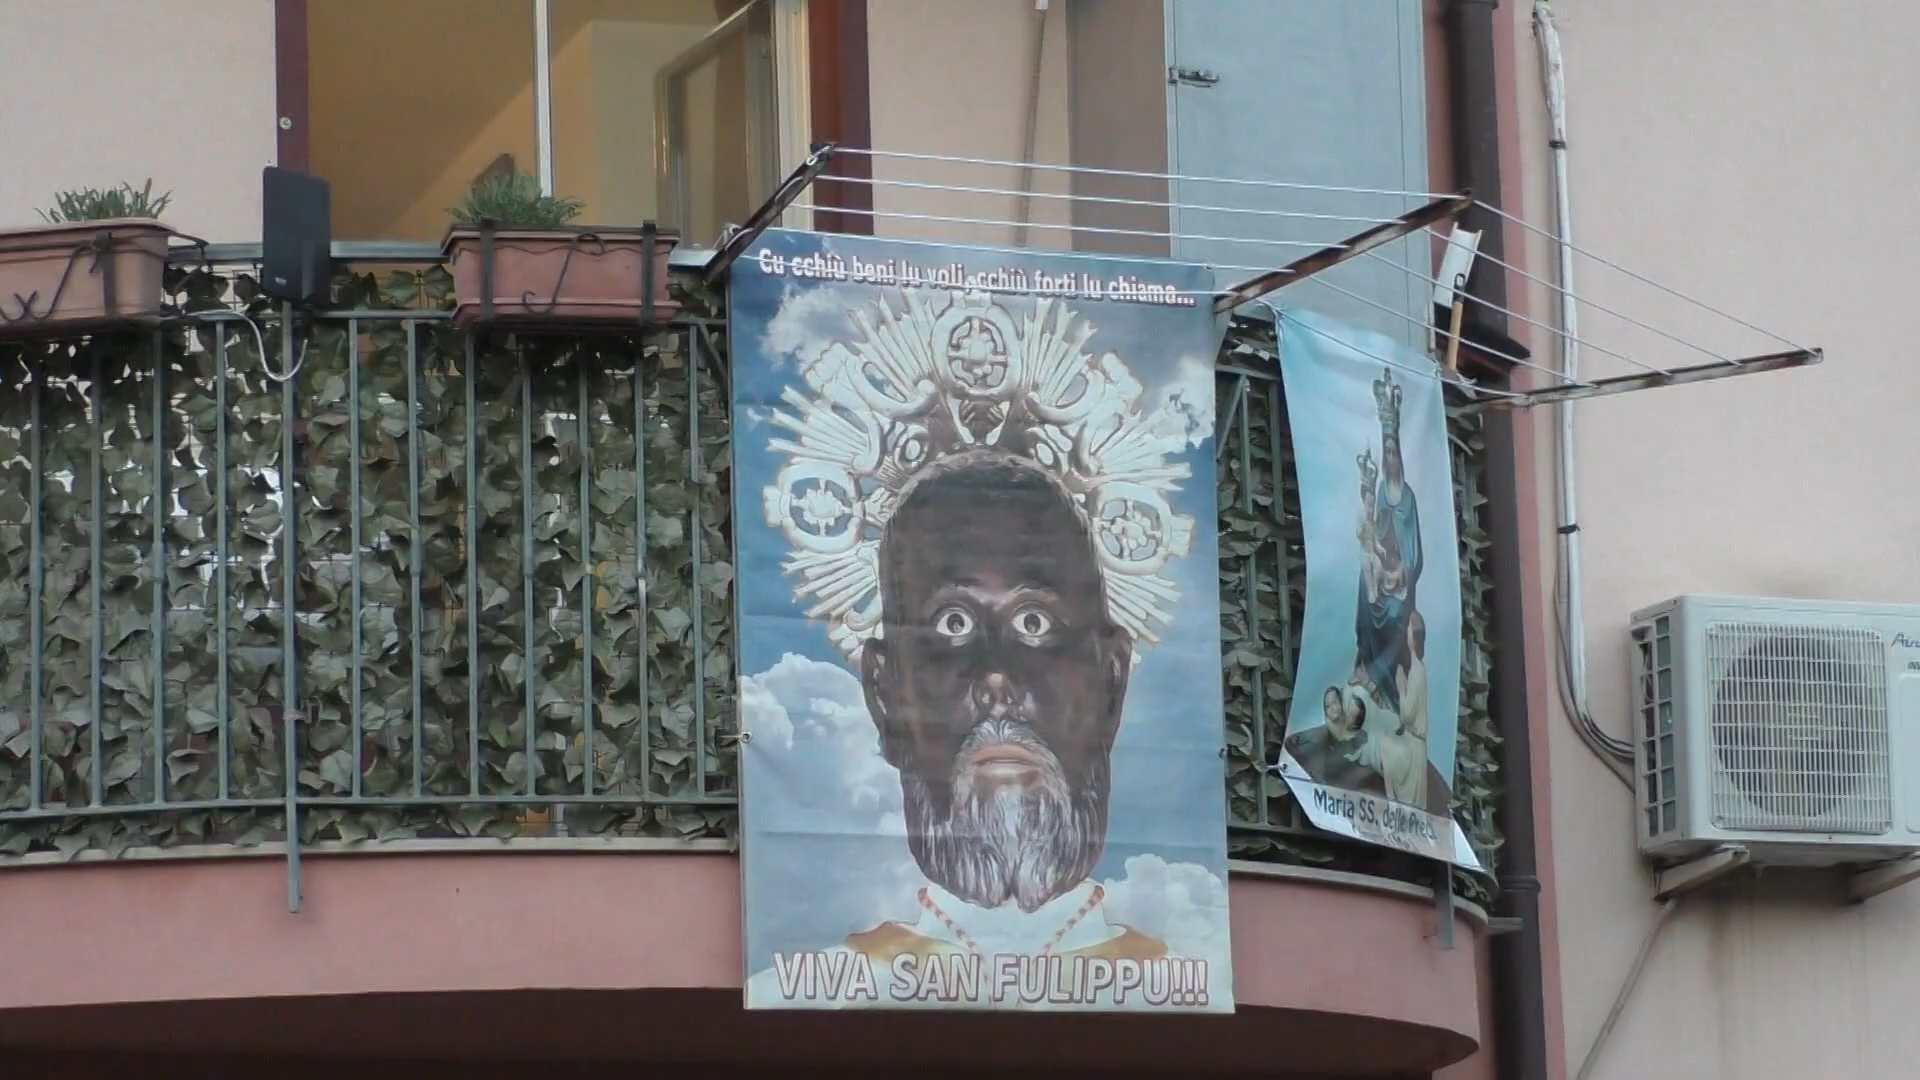 Cu cchiù beni lu voli, cchiù forti lu chiama...
VIVA SAN FULIPPU!!!
Maria SS. delle